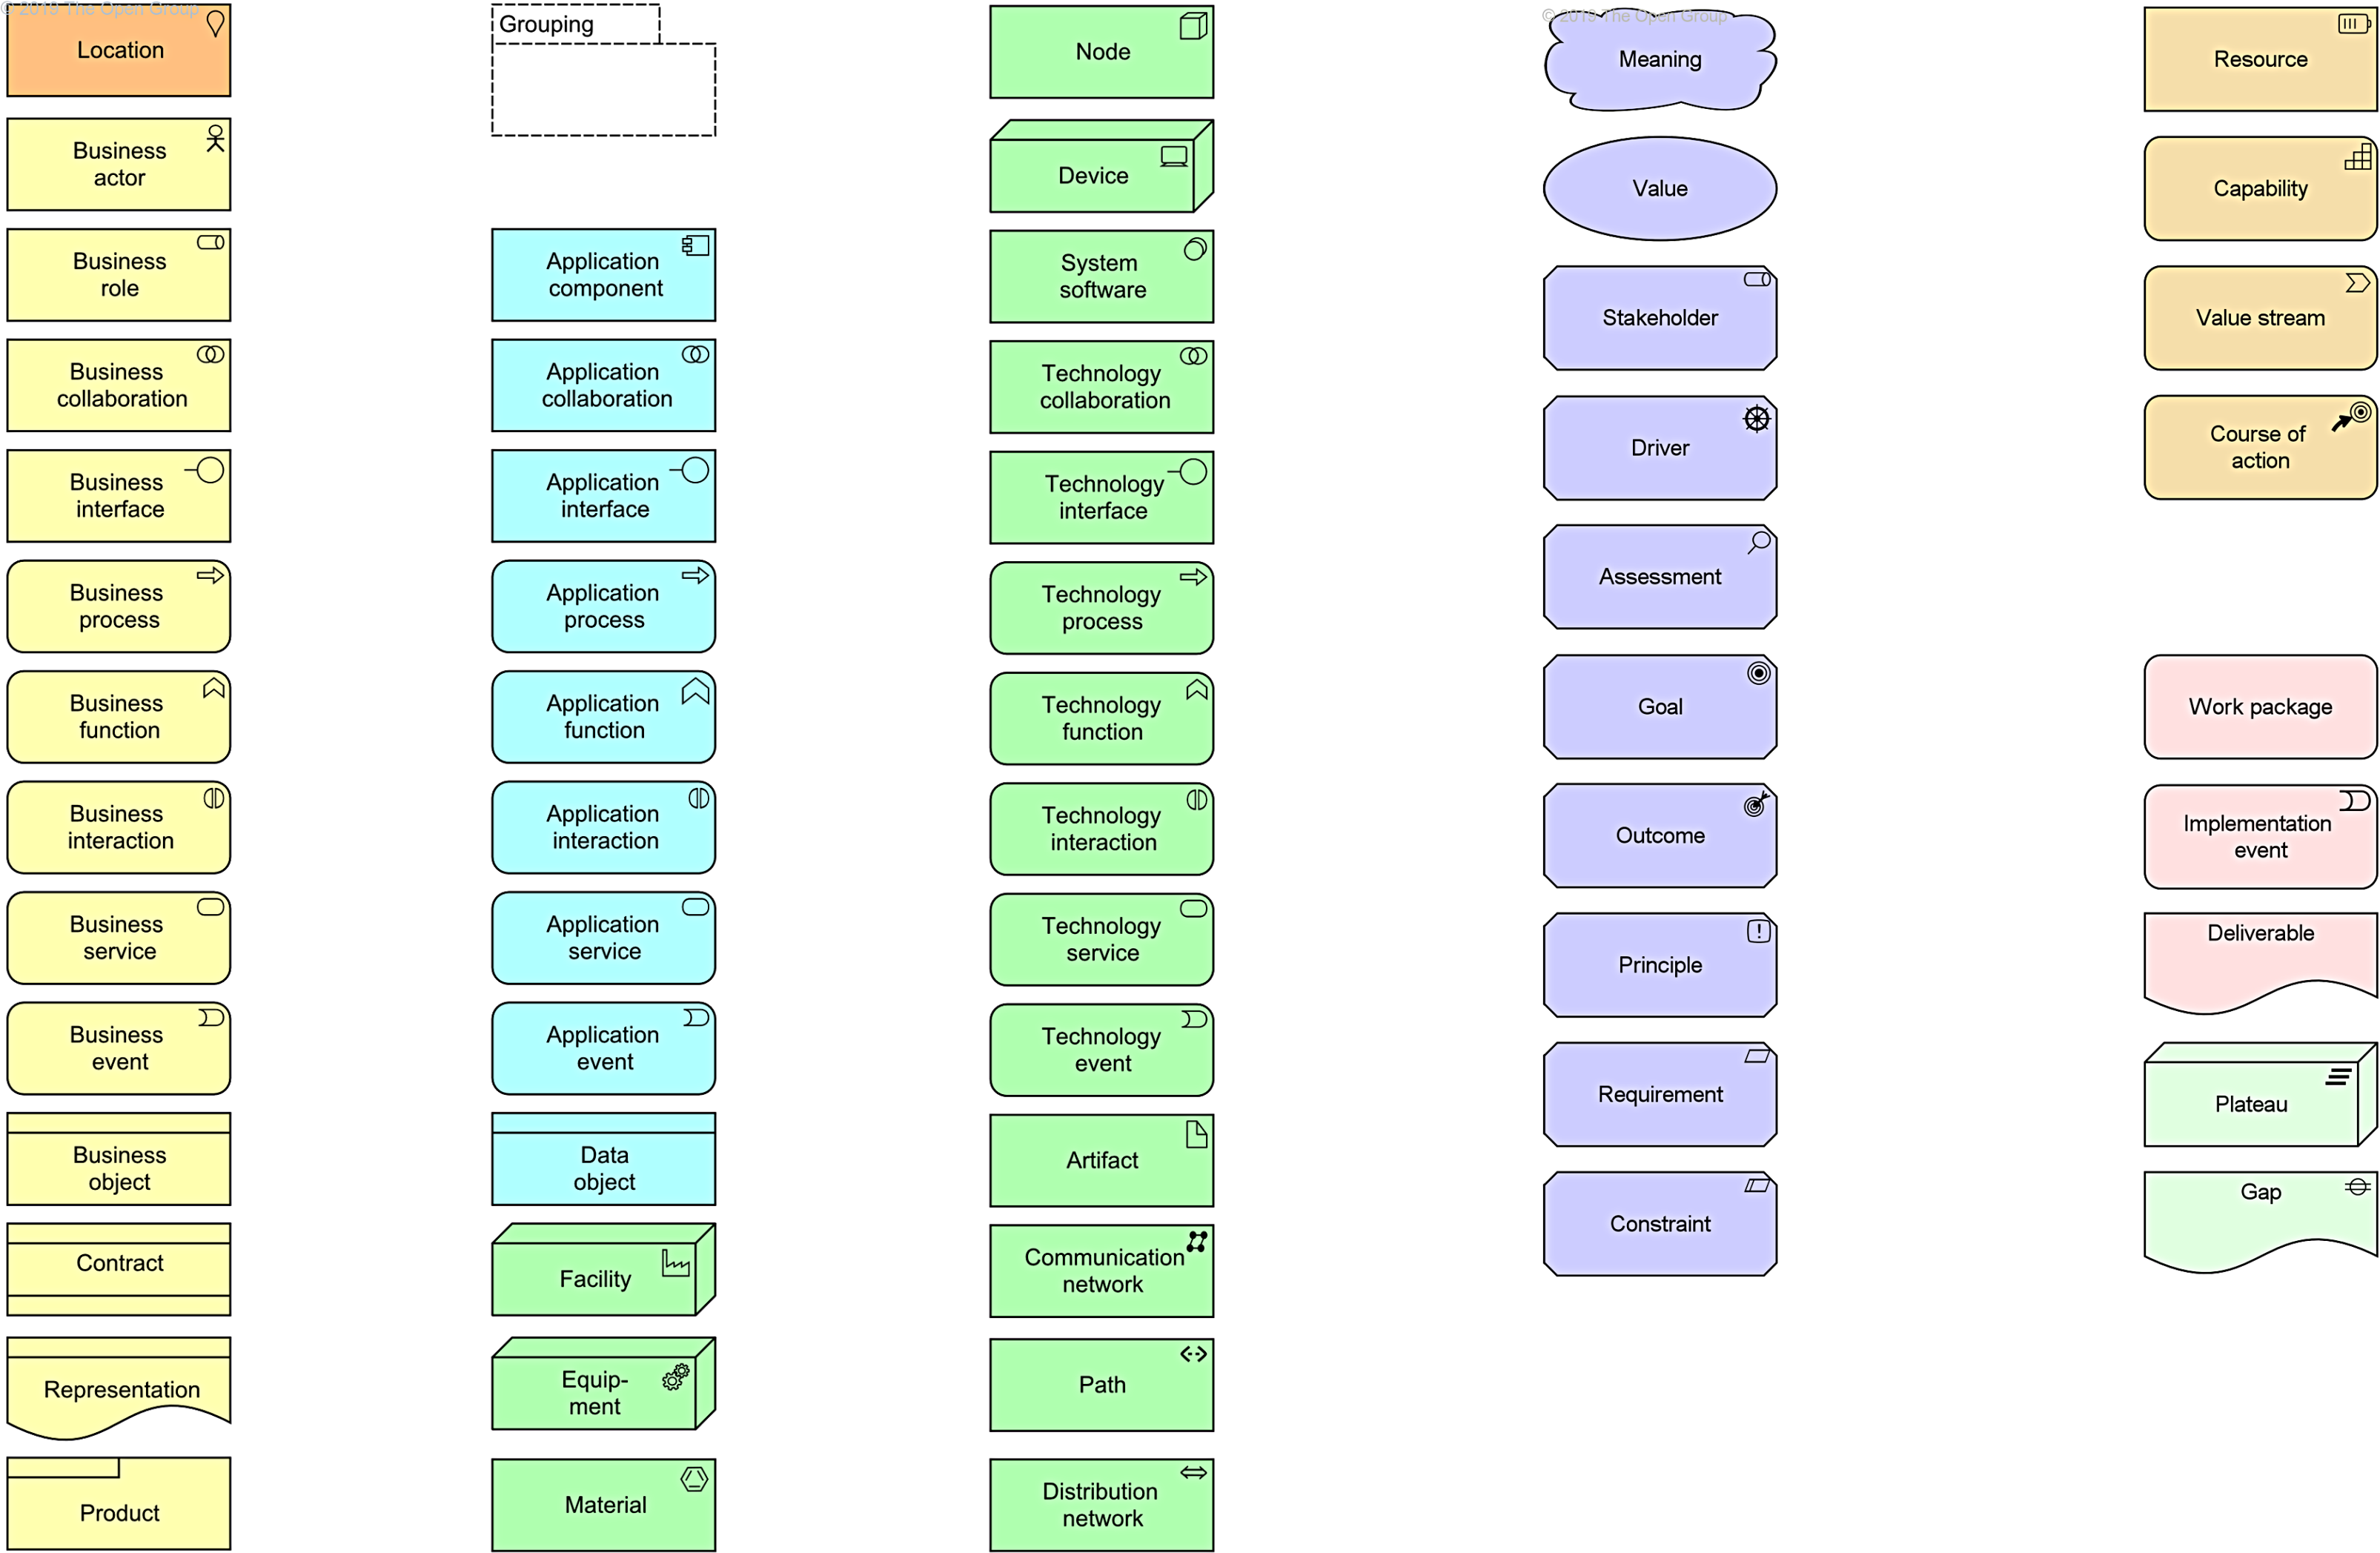 © 2019 The Open Group
Location
Business
actor
Business
role
Business
collaboration
Business
interface
Business
process
Business
function
Business
interaction
Business
service
Business
event
Business
object
Contract
Representation
Product
Grouping
Application
component
Application
collaboration
Application
interface
Application
process
Application
function
Application
interaction
Application
service
Application
event
Data
object
Facility
Equip-
ment
Material
Node
Device
System
software
Technology
collaboration
Technology
interface
Technology
process
Technology
function
Technology
interaction
Technology
service
Technology
event
Artifact
Communication
network
Path
Distribution
network
© 2019 The Open Group
Meaning
Value
Stakeholder
Driver
Assessment
Goal
Outcome
Principle
Requirement
Constraint
Resource
Capability
Value stream
Course of
action
Work package
Implementation
event
Deliverable
Plateau
Gap